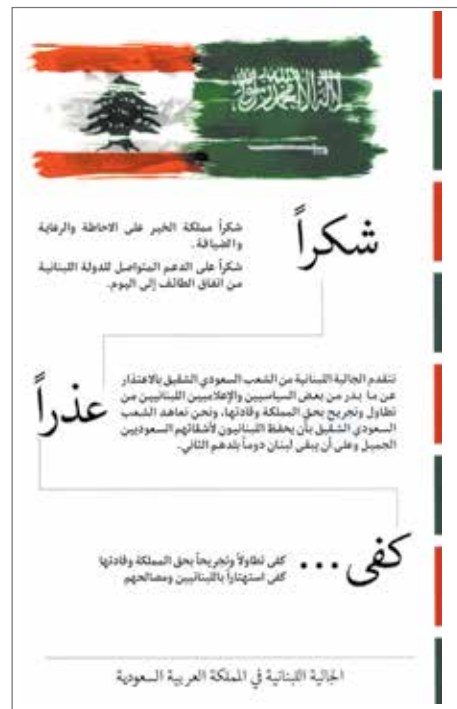 لا إله إلا الله محمد رسول الله
شكراً
شكراً مملكة الخير على الاحاطة والرعاية
والضيافة.
شكراً على الدعم المتواصل للدولة اللبنانية
من اتفاق الطائف إلى اليوم.
عذراً
تتقدم الجالية اللبنانية من الشعب السعودي الشقيق بالاعتذار
عن ما بدر من بعض السياسيين والإعلاميين اللبنانيين من
تطاول وتجريح بحق المملكة وقادتها، ونحن نعاهد الشعب
السعودي الشقيق بأن يحفظ اللبنانيون لأشقائهم السعوديين
الجميل وعلى أن يبقى لبنان دوماً بلدهم الثاني.
كفى ...
كفى تطاولاً وتجريحاً بحق المملكة وقادتها
كفى استهتاراً باللبنانيين ومصالحهم
الجالية اللبنانية في المملكة العربية السعودية